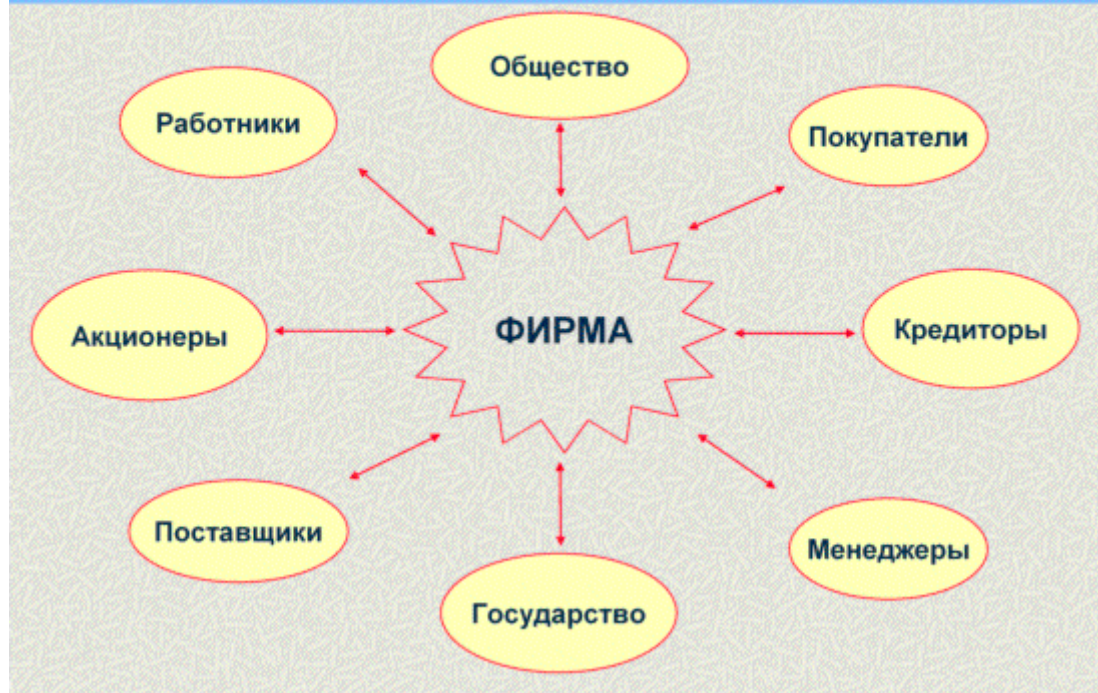 Общество
Работники
Покупатели
Акционеры
ФИРМА
Кредиторы
Поставщики
Менеджеры
Государство